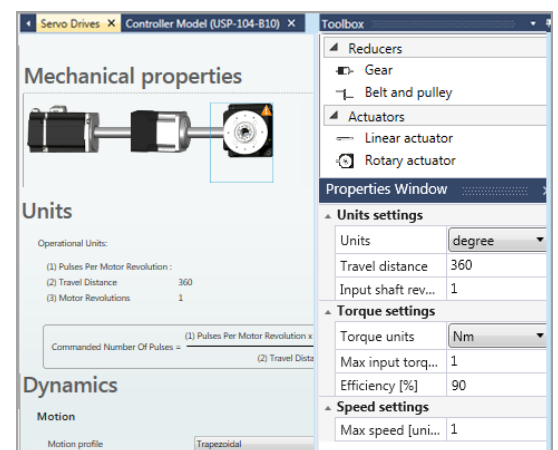 Servo Drives
Controller Model (USP-104-B10)
Mechanical properties
Units
Operational Units:
(1) Pulses Per Motor Revolution :
(2) Travel Distance 360
(3) Motor Revolutions 1
(1) Pulses Per Motor Revolution x
Commanded Number Of Pulses =
(2) Travel Dista
Dynamics
Motion
Motion profile Trapezoidal
Toolbox
Reducers
Gear
Belt and pulley
Actuators
Linear actuator
Rotary actuator
Properties Window
Units settings
Units degree
Travel distance 360
Input shaft rev... 1
Torque settings
Torque units Nm
Max input torq... 1
Efficiency [%] 90
Speed settings
Max speed [uni... 1